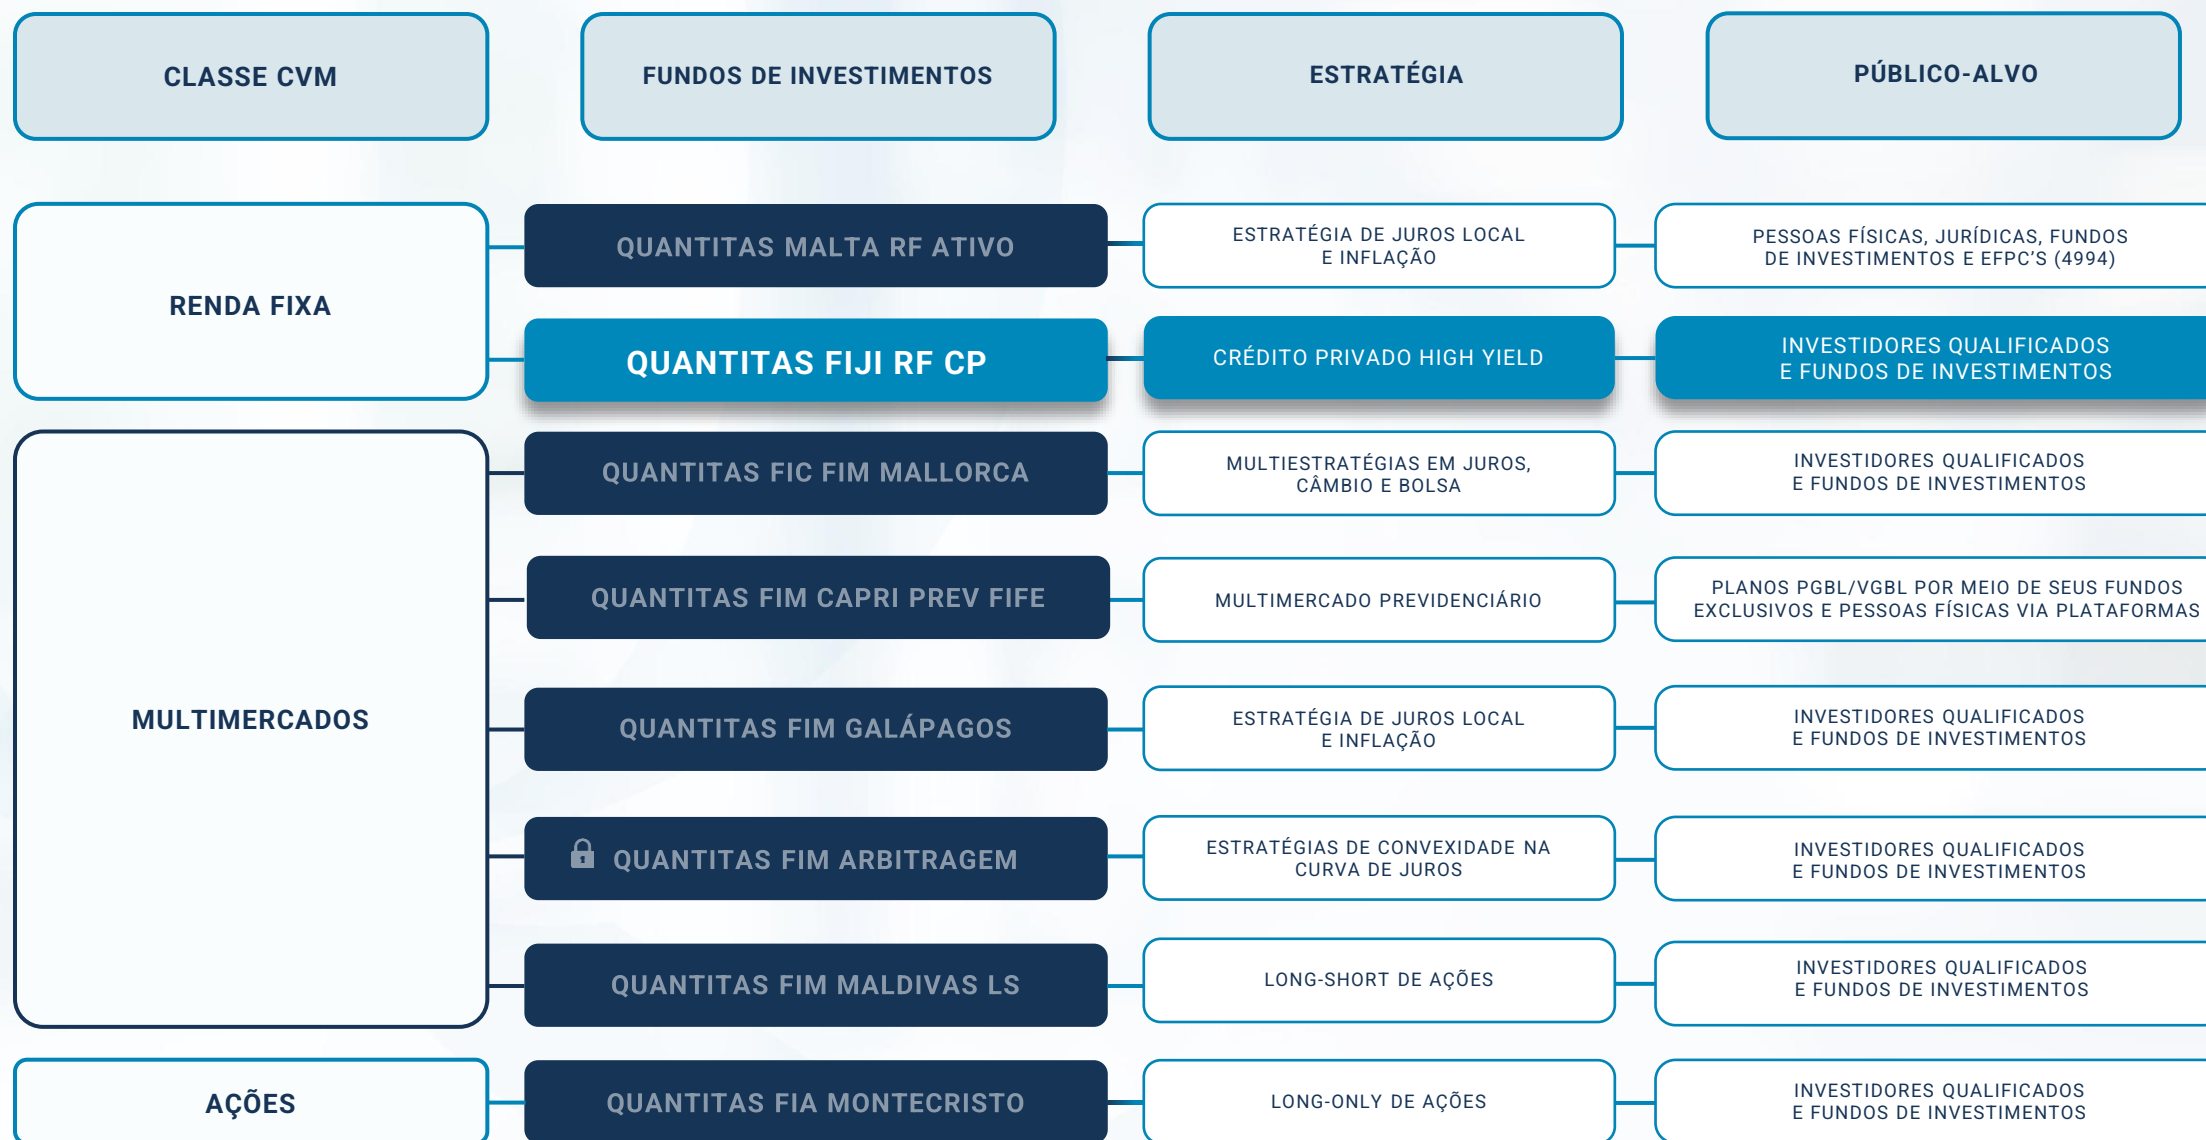 CLASSE CVM
FUNDOS DE INVESTIMENTOS
ESTRATÉGIA
PÚBLICO-ALVO
RENDA FIXA
QUANTITAS MALTA RF ATIVO
ESTRATÉGIA DE JUROS LOCAL
E INFLAÇÃO
PESSOAS FÍSICAS, JURÍDICAS, FUNDOS
DE INVESTIMENTOS E EFPC'S (4994)
QUANTITAS FIJI RF CP
CRÉDITO PRIVADO HIGH YIELD
INVESTIDORES QUALIFICADOS
E FUNDOS DE INVESTIMENTOS
MULTIMERCADOS
QUANTITAS FIC FIM MALLORCA
MULTIESTRATÉGIAS EM JUROS,
CÂMBIO E BOLSA
INVESTIDORES QUALIFICADOS
E FUNDOS DE INVESTIMENTOS
QUANTITAS FIM CAPRI PREV FIFE
MULTIMERCADO PREVIDENCIÁRIO
PLANOS PGBL/VGBL POR MEIO DE SEUS FUNDOS
EXCLUSIVOS E PESSOAS FÍSICAS VIA PLATAFORMAS
QUANTITAS FIM GALÁPAGOS
ESTRATÉGIA DE JUROS LOCAL
E INFLAÇÃO
INVESTIDORES QUALIFICADOS
E FUNDOS DE INVESTIMENTOS
QUANTITAS FIM ARBITRAGEM
ESTRATÉGIAS DE CONVEXIDADE NA
CURVA DE JUROS
INVESTIDORES QUALIFICADOS
E FUNDOS DE INVESTIMENTOS
QUANTITAS FIM MALDIVAS LS
LONG-SHORT DE AÇÕES
INVESTIDORES QUALIFICADOS
E FUNDOS DE INVESTIMENTOS
AÇÕES
QUANTITAS FIA MONTECRISTO
LONG-ONLY DE AÇÕES
INVESTIDORES QUALIFICADOS
E FUNDOS DE INVESTIMENTOS